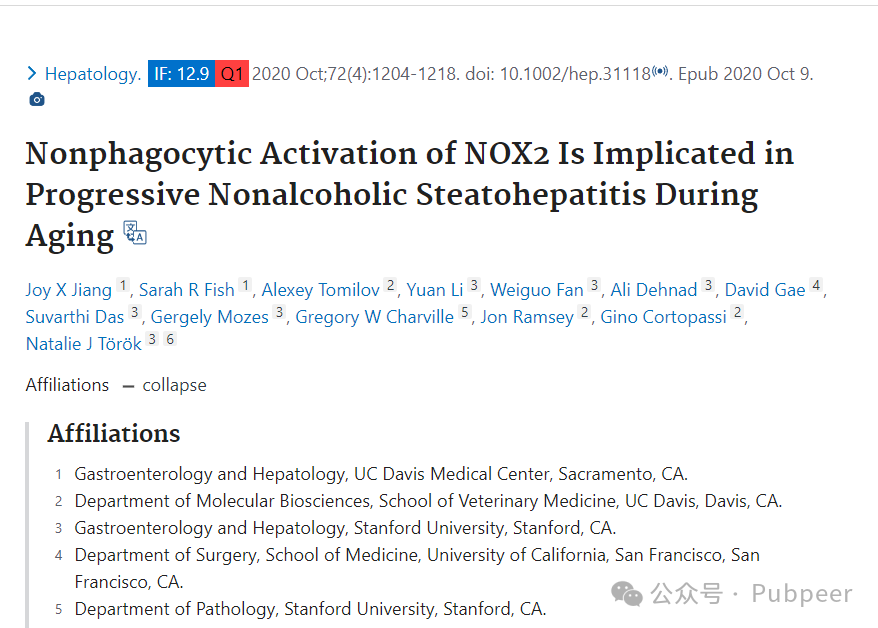 Hepatology. IF: 12.9 Q1 2020 Oct;72(4):1204-1218. doi: 10.1002/hep.31118. Epub 2020 Oct 9.
Nonphagocytic Activation of NOX2 Is Implicated in
Progressive Nonalcoholic Steatohepatitis During
Aging
Joy X Jiang 1, Sarah R Fish 1, Alexey Tomilov 2, Yuan Li 3, Weiguo Fan 3, Ali Dehnad 3, David Gae 4,
Suvarthi Das 3, Gergely Mozes 3, Gregory W Charville 5, Jon Ramsey 2, Gino Cortopassi 2,
Natalie J Török 3 6
Affiliations — collapse
Affiliations
1 Gastroenterology and Hepatology, UC Davis Medical Center, Sacramento, CA.
2 Department of Molecular Biosciences, School of Veterinary Medicine, UC Davis, Davis, CA.
3 Gastroenterology and Hepatology, Stanford University, Stanford, CA.
4 Department of Surgery, School of Medicine, University of California, San Francisco, San
Francisco, CA.
5 Department of Pathology, Stanford University, Stanford, CA.
公众号 · Pubpeer